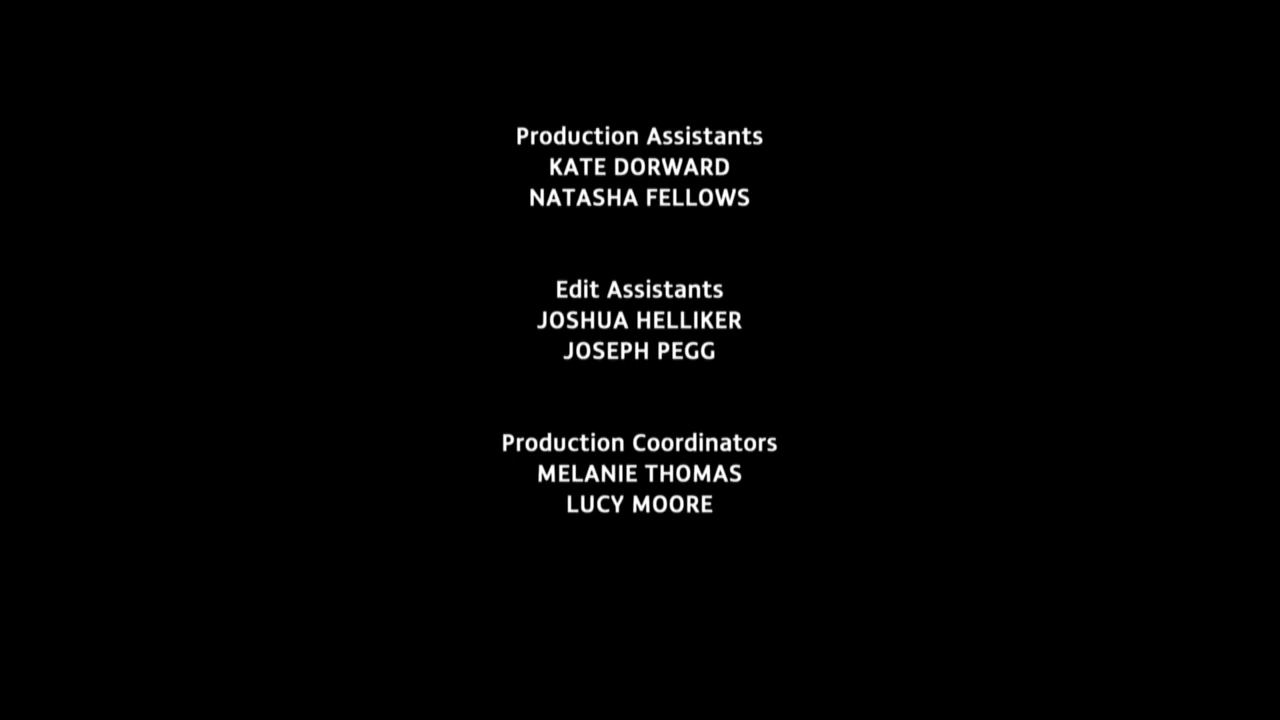 Production Assistants
KATE DORWARD
NATASHA FELLOWS
Edit Assistants
JOSHUA HELLIKER
JOSEPH PEGG
Production Coordinators
MELANIE THOMAS
LUCY MOORE